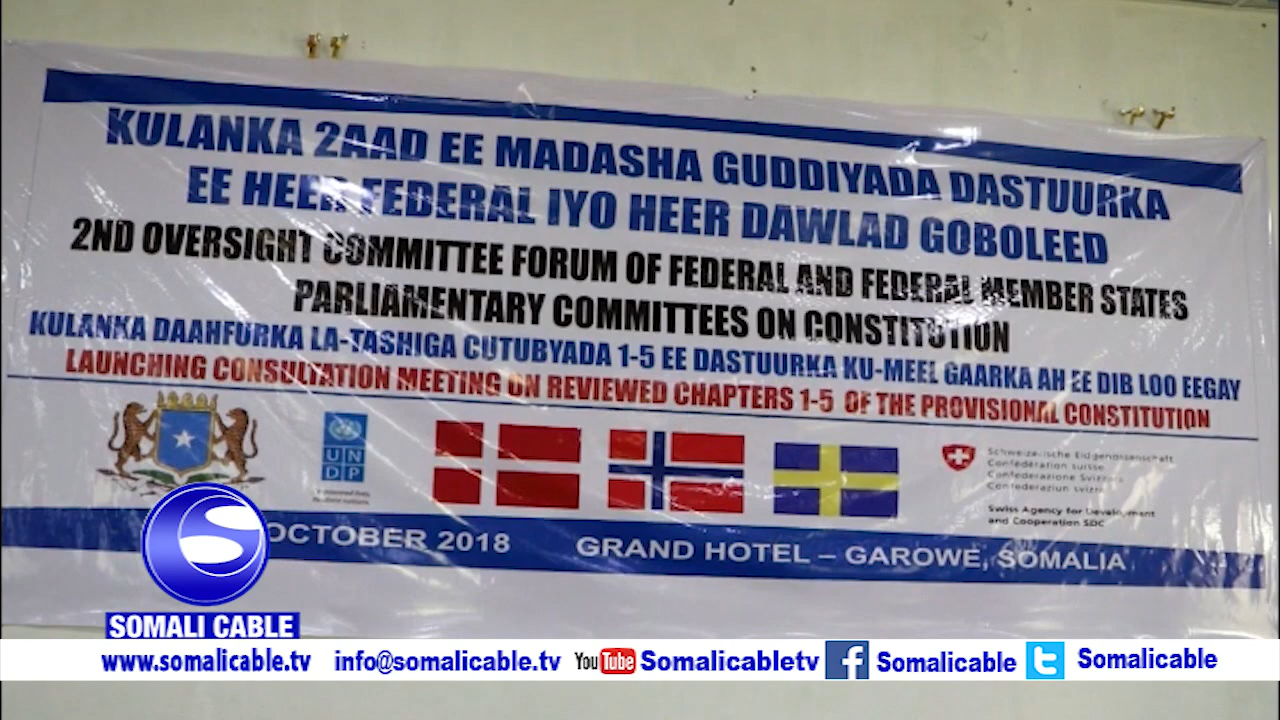 KULANKA 2AAD EE MADASHA GUDDIYADA DASTUURKA
EE HEER FEDERAL IYO HEER DAWLAD GOBOLEED
2ND OVERSIGHT COMMITTEE FORUM OF FEDERAL AND FEDERAL MEMBER STATES
PARLIAMENTARY COMMITTEES ON CONSTITUTION
KULANKA DAAHFURKA LA-TASHIGA CUTUBYADA 1-5 EE DASTUURKA KU-MEEL GAARKA AH EE DIB LOO EEGAY
LAUNCHING CONSULTATION MEETING ON REVIEWED CHAPTERS 1-5 OF THE PROVISIONAL CONSTITUTION
UN
DP
Schweizerische Eidgenossenschaft
Confédération suisse
Confederazione Svizzera
Confederaziun svizra
Swiss Agency for Development
and Cooperation SDC
OCTOBER 2018 GRAND HOTEL – GAROWE, SOMALIA
S
SOMALI CABLE
www.somalicable.tv info@somalicable.tv YouTube Somalicabletv f Somalicable t Somalicable